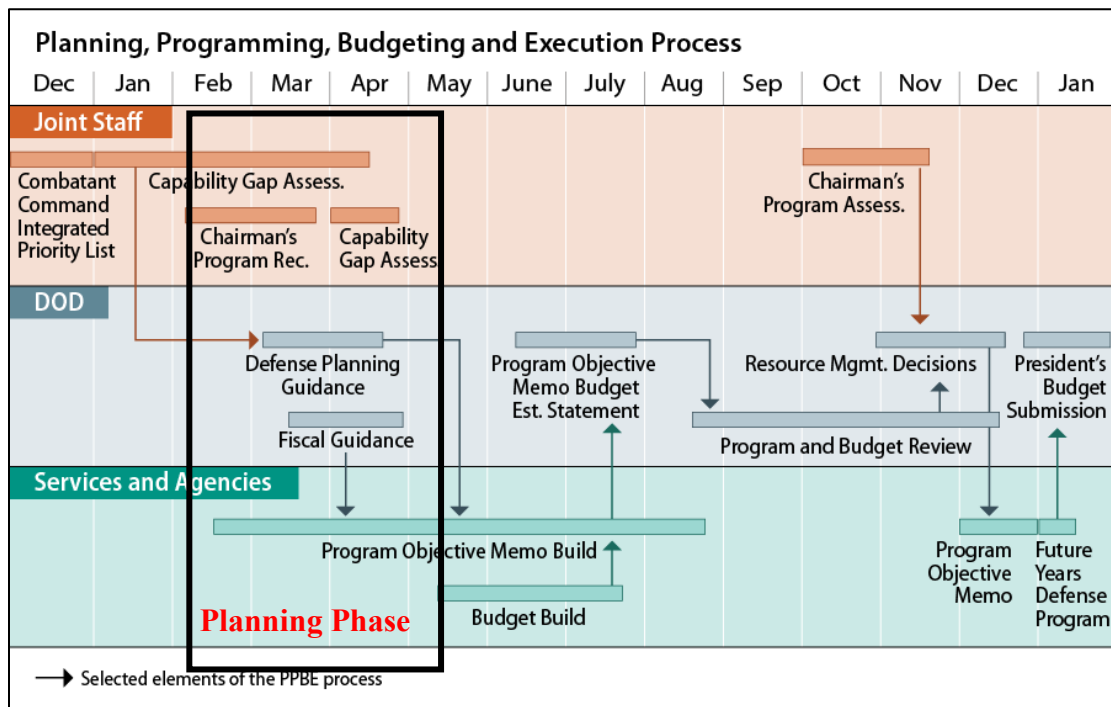 Planning, Programming, Budgeting and Execution Process
Dec Jan Feb Mar Apr May June July Aug Sep Oct Nov Dec Jan
Joint Staff
Combatant
Command
Integrated
Priority List
Capability Gap Assess.
Chairman's
Program Rec.
Capability
Gap Assess
Chairman's
Program Assess.
DOD
Defense Planning
Guidance
Fiscal Guidance
Program Objective
Memo Budget
Est. Statement
Resource Mgmt. Decisions
President's
Budget
Submission
Program and Budget Review
Services and Agencies
Program Objective Memo Build
Budget Build
Program
Objective
Memo
Future
Years
Defense
Program
Planning Phase
Selected elements of the PPBE process